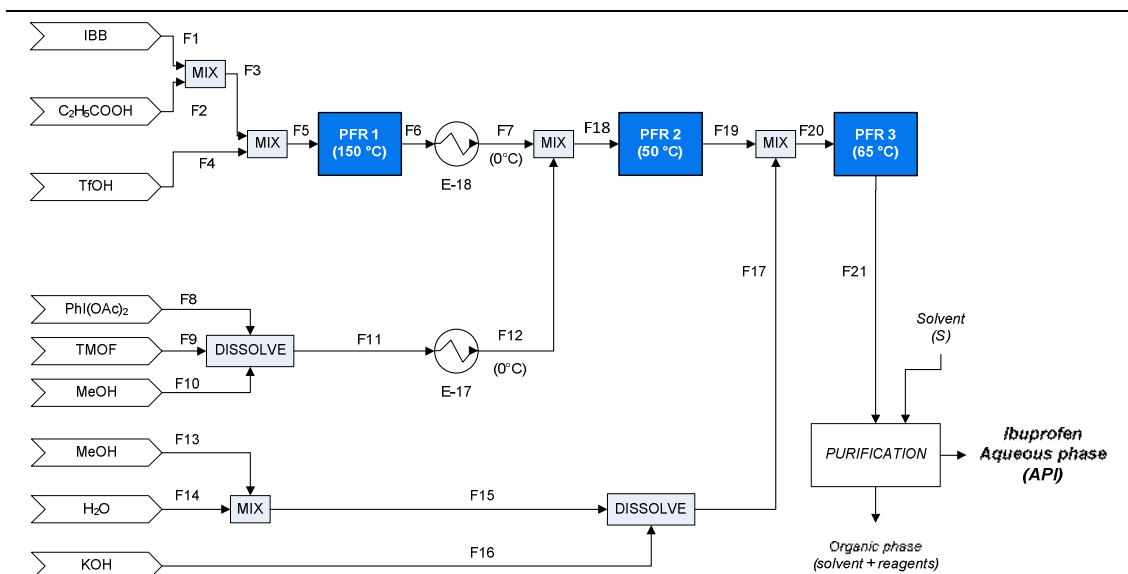 IBB
F1
MIX
F3
C₂H₅COOH
F2
F4
TfOH
MIX
F5
PFR 1
(150 °C)
F6
E-18
F7
(0°C)
MIX
F18
PFR 2
(50 °C)
F19
MIX
F20
PFR 3
(65 °C)
PhI(OAc)₂
F8
TMOF
F9
MeOH
F10
DISSOLVE
F11
E-17
F12
(0°C)
F17
F21
Solvent
(S)
MeOH
F13
H₂O
F14
MIX
F15
DISSOLVE
KOH
F16
PURIFICATION
Ibuprofen
Aqueous phase
(API)
Organic phase
(solvent + reagents)